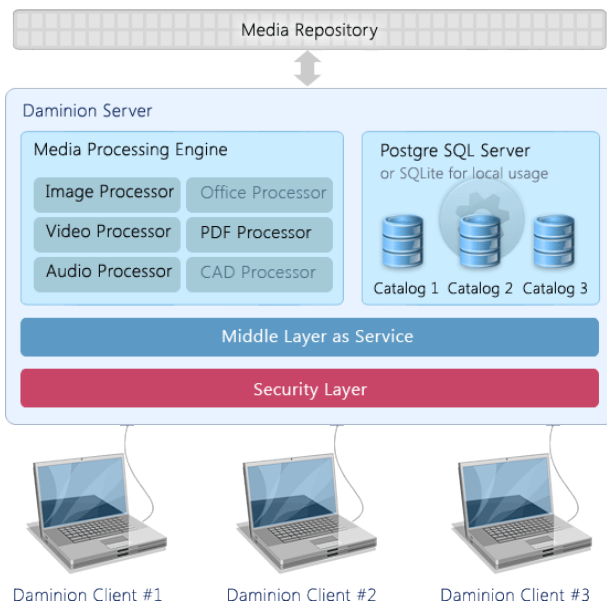 Media Repository
Daminion Server
Media Processing Engine
Image Processor
Office Processor
Video Processor
PDF Processor
Audio Processor
CAD Processor
Postgre SQL Server
or SQLite for local usage
Catalog 1
Catalog 2
Catalog 3
Middle Layer as Service
Security Layer
Daminion Client #1
Daminion Client #2
Daminion Client #3